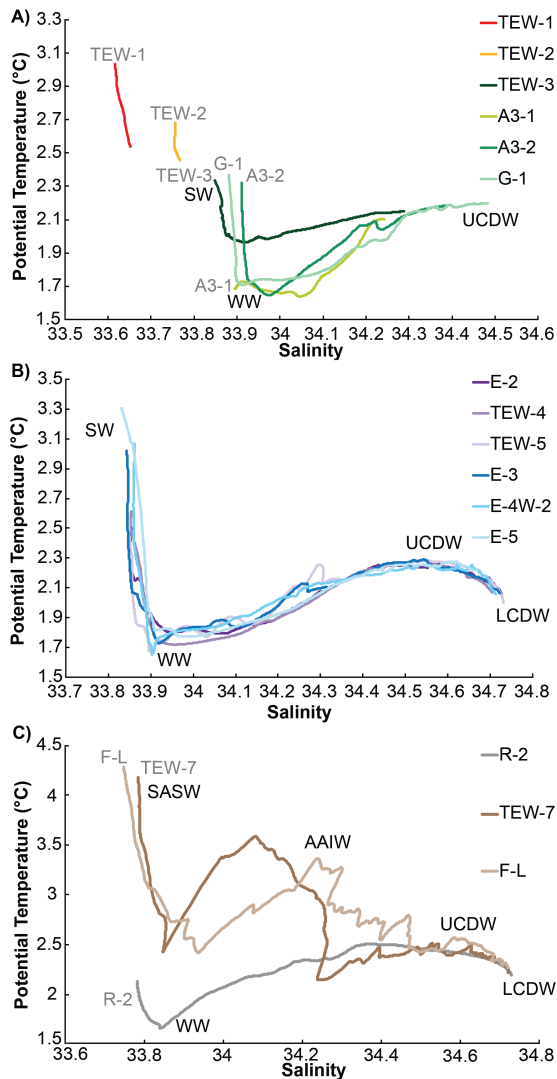 A)
Potential Temperature (°C)
3.3
2.9
2.5
2.1
1.7
1.5
TEW-1
TEW-2
TEW-3
SW
G-1
A3-2
A3-1
WW
UCDW
TEW-1
TEW-2
TEW-3
A3-1
A3-2
G-1
33.5 33.6 33.7 33.8 33.9 34 34.1 34.2 34.3 34.4 34.5 34.6
Salinity
B)
Potential Temperature (°C)
3.5
3.3
3.1
2.9
2.7
2.5
2.3
2.1
1.9
1.7
1.5
SW
WW
UCDW
LCDW
E-2
TEW-4
TEW-5
E-3
E-4W-2
E-5
33.7 33.8 33.9 34 34.1 34.2 34.3 34.4 34.5 34.6 34.7 34.8
Salinity
C)
Potential Temperature (°C)
4.5
4
3.5
3
2.5
2
1.5
F-L
TEW-7
SASW
AAIW
UCDW
LCDW
R-2
WW
R-2
TEW-7
F-L
33.6 33.8 34 34.2 34.4 34.6 34.8
Salinity